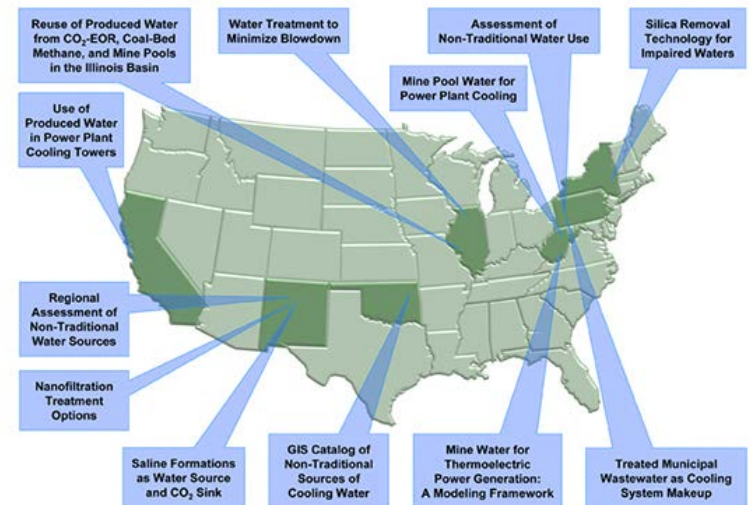 Reuse of Produced Water
from CO₂-EOR, Coal-Bed
Methane, and Mine Pools
in the Illinois Basin
Water Treatment to
Minimize Blowdown
Assessment of
Non-Traditional Water Use
Silica Removal
Technology for
Impaired Waters
Mine Pool Water for
Power Plant Cooling
Use of
Produced Water
in Power Plant
Cooling Towers
Regional
Assessment of
Non-Traditional
Water Sources
Nanofiltration
Treatment
Options
Saline Formations
as Water Source
and CO₂ Sink
GIS Catalog of
Non-Traditional
Sources of
Cooling Water
Mine Water for
Thermoelectric
Power Generation:
A Modeling Framework
Treated Municipal
Wastewater as Cooling
System Makeup